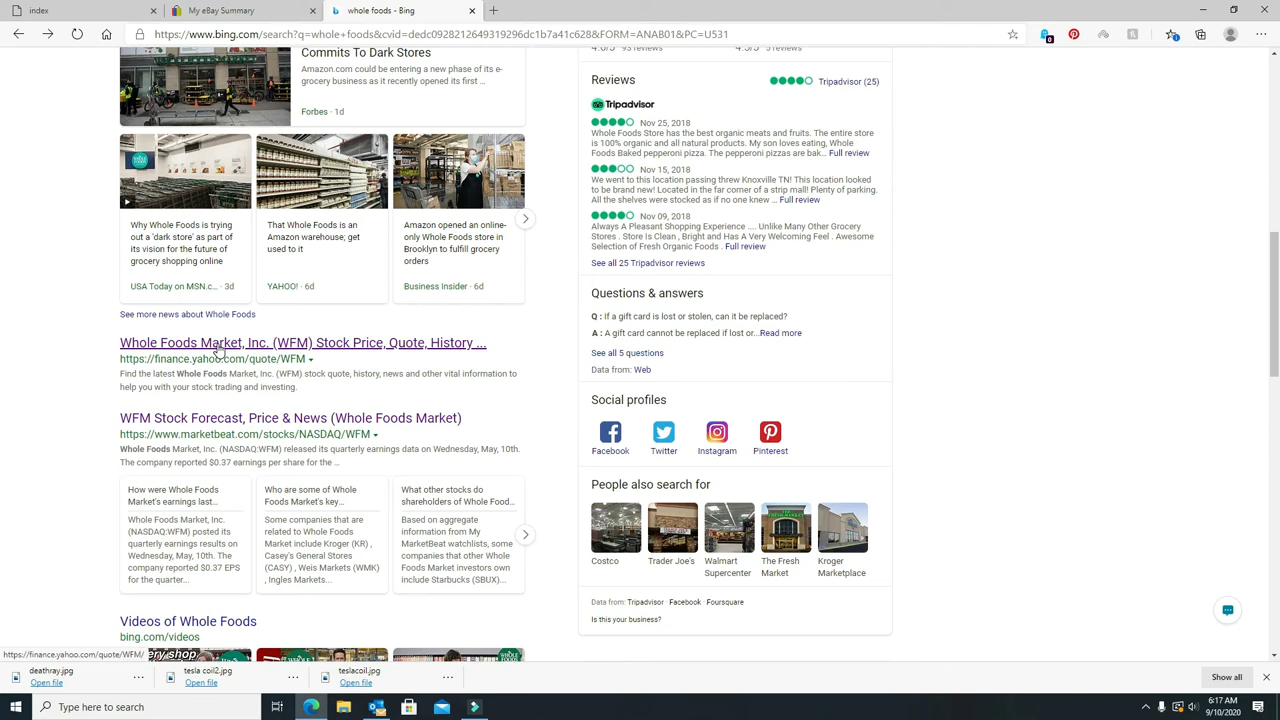 index
My eBay
whole foods - Bing
https://www.bing.com/search?q=whole+foods&cvid=dedc0928212649319296dc1b7a41c628&FORM=ANAB01&PC=U531
Commits To Dark Stores
Amazon.com could be entering a new phase of its e-
grocery business as it recently opened its first ...
Forbes · 1d
Why Whole Foods is trying
out a 'dark store' as part of
its vision for the future of
grocery shopping online
USA Today on MSN.c... · 3d
That Whole Foods is an
Amazon warehouse; get
used to it
YAHOO! · 6d
Amazon opened an online-
only Whole Foods store in
Brooklyn to fulfill grocery
orders
Business Insider · 6d
See more news about Whole Foods
Whole Foods Market, Inc. (WFM) Stock Price, Quote, History ...
https://finance.yahoo.com/quote/WFM
Find the latest Whole Foods Market, Inc. (WFM) stock quote, history, news and other vital information to
help you with your stock trading and investing.
WFM Stock Forecast, Price & News (Whole Foods Market)
https://www.marketbeat.com/stocks/NASDAQ/WFM
Whole Foods Market, Inc. (NASDAQ:WFM) released its quarterly earnings data on Wednesday, May, 10th.
The company reported $0.37 earnings per share for the ...
How were Whole Foods
Market's earnings last...
Whole Foods Market, Inc.
(NASDAQ:WFM) posted its
quarterly earnings results on
Wednesday, May, 10th. The
company reported $0.37 EPS
for the quarter...
Who are some of Whole
Foods Market's key...
Some companies that are
related to Whole Foods
Market include Kroger (KR) ,
Casey's General Stores
(CASY) , Weis Markets (WMK)
, Ingles Markets...
What other stocks do
shareholders of Whole Food...
Based on aggregate
information from My
MarketBeat watchlists, some
companies that other Whole
Foods Market investors own
include Starbucks (SBUX)...
Videos of Whole Foods
bing.com/videos
93 reviews
5 reviews
Reviews
Tripadvisor (25)
Tripadvisor
Nov 25, 2018
Whole Foods Store has the best organic meats and fruits. The entire store
is 100% organic and all natural products. My son loves eating, Whole
Foods Baked pepperoni pizza. The pepperoni pizzas are bak... Full review
Nov 15, 2018
We went to this location passing threw Knoxville TN! This location looked
to be brand new! Located in the far corner of a strip mall! Plenty of parking.
All the shelves were stocked as if no one knew ... Full review
Nov 09, 2018
Always A Pleasant Shopping Experience .... Unlike Many Other Grocery
Stores . Store Is Clean , Bright and Has A Very Welcoming Feel . Awesome
Selection of Fresh Organic Foods . Full review
See all 25 Tripadvisor reviews
Questions & answers
Q : If a gift card is lost or stolen, can it be replaced?
A : A gift card cannot be replaced if lost or...Read more
See all 5 questions
Data from: Web
Social profiles
Facebook
Twitter
Instagram
Pinterest
People also search for
Costco
Trader Joe's
Walmart
Supercenter
The Fresh
Market
Kroger
Marketplace
Data from: Tripadvisor · Facebook · Foursquare
Is this your business?
https://finance.yahoo.com/quote/WFM/
deathray.jpg
Open file
tesla coil2.jpg
Open file
teslacoil.jpg
Open file
Show all
Type here to search
6:17 AM
9/10/2020